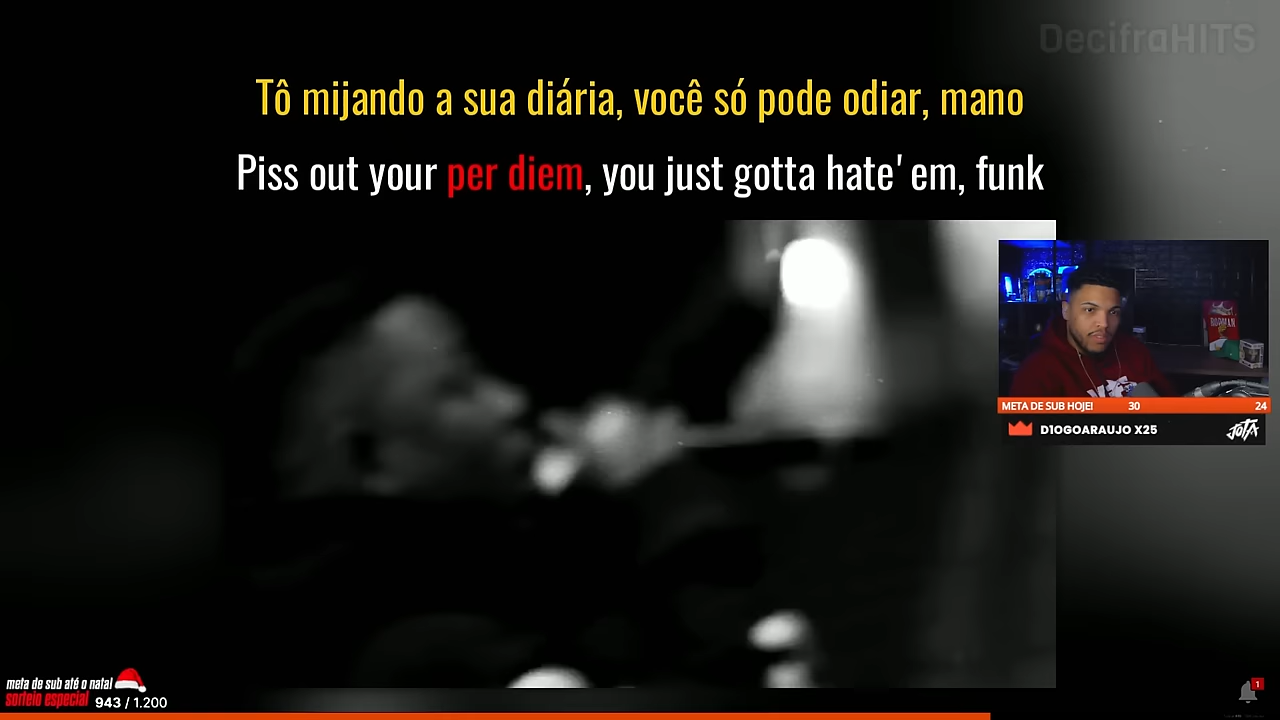 DecifraHITS
Tô mijando a sua diária, você só pode odiar, mano
Piss out your per diem, you just gotta hate'em, funk
META DE SUB HOJE! 30 24
D1OGOARAUJO X25
JOTA
meta de sub até o natal
sorteio especial 943 / 1.200
1